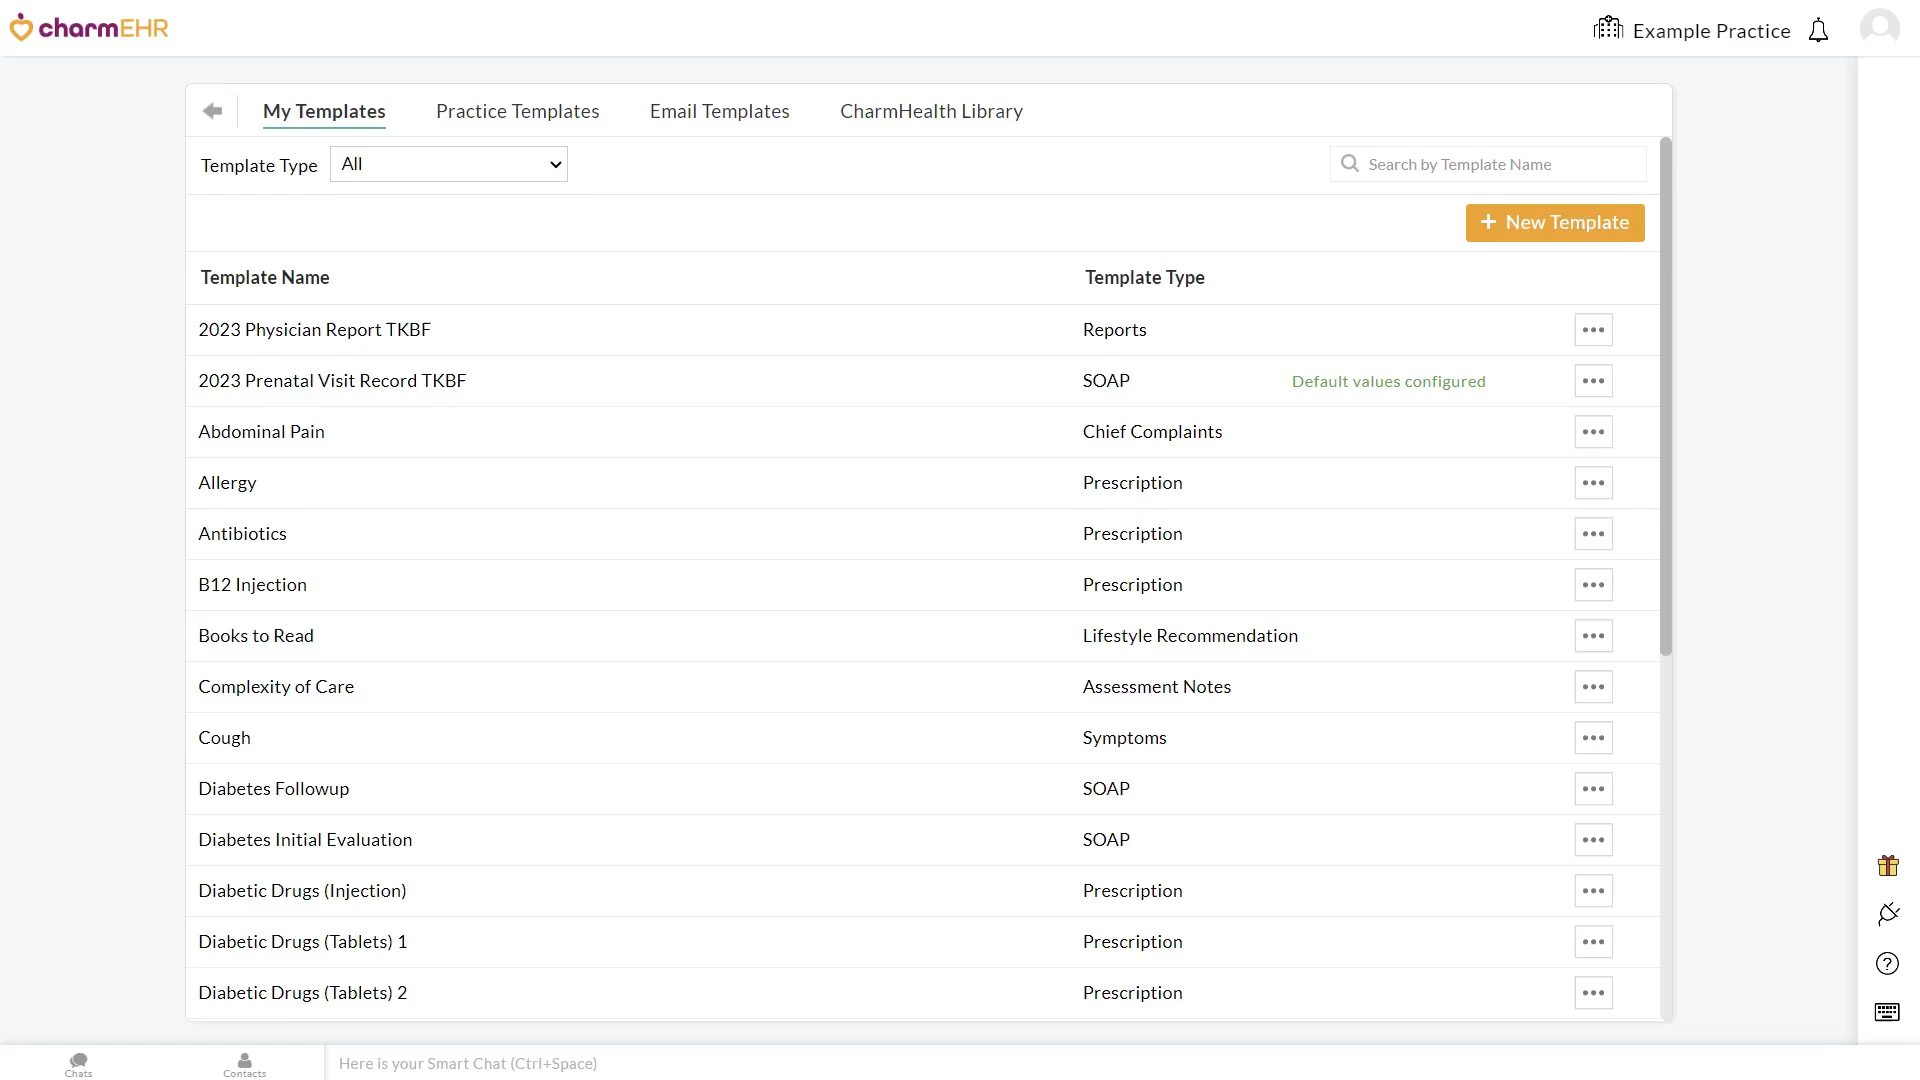 charmEHR
Example Practice
My Templates Practice Templates Email Templates CharmHealth Library
Template Type All Search by Template Name
+ New Template
Template Name Template Type
2023 Physician Report TKBF Reports
2023 Prenatal Visit Record TKBF SOAP Default values configured
Abdominal Pain Chief Complaints
Allergy Prescription
Antibiotics Prescription
B12 Injection Prescription
Books to Read Lifestyle Recommendation
Complexity of Care Assessment Notes
Cough Symptoms
Diabetes Followup SOAP
Diabetes Initial Evaluation SOAP
Diabetic Drugs (Injection) Prescription
Diabetic Drugs (Tablets) 1 Prescription
Diabetic Drugs (Tablets) 2 Prescription
Chats Contacts Here is your Smart Chat (Ctrl+Space)